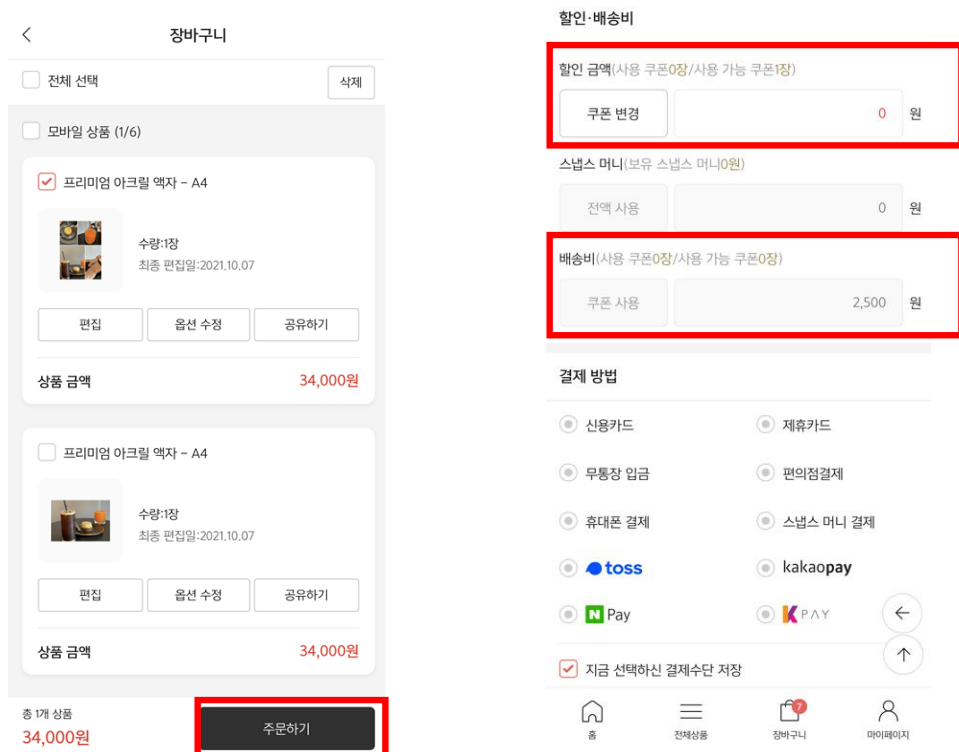 장바구니
전체 선택
삭제
모바일 상품 (1/6)
프리미엄 아크릴 액자 - A4
수량:1장
최종 편집일:2021.10.07
편집
옵션 수정
공유하기
상품 금액
34,000원
프리미엄 아크릴 액자 - A4
수량:1장
최종 편집일:2021.10.07
편집
옵션 수정
공유하기
상품 금액
34,000원
총 1개 상품
34,000원
주문하기
할인·배송비
할인 금액(사용 쿠폰0장/사용 가능 쿠폰1장)
쿠폰 변경
0 원
스냅스 머니(보유 스냅스 머니0원)
전액 사용
0 원
배송비(사용 쿠폰0장/사용 가능 쿠폰0장)
쿠폰 사용
2,500 원
결제 방법
신용카드
제휴카드
무통장 입금
편의점결제
휴대폰 결제
스냅스 머니 결제
toss
kakaopay
N Pay
K PAY
지금 선택하신 결제수단 저장
홈
전체상품
7
장바구니
마이페이지